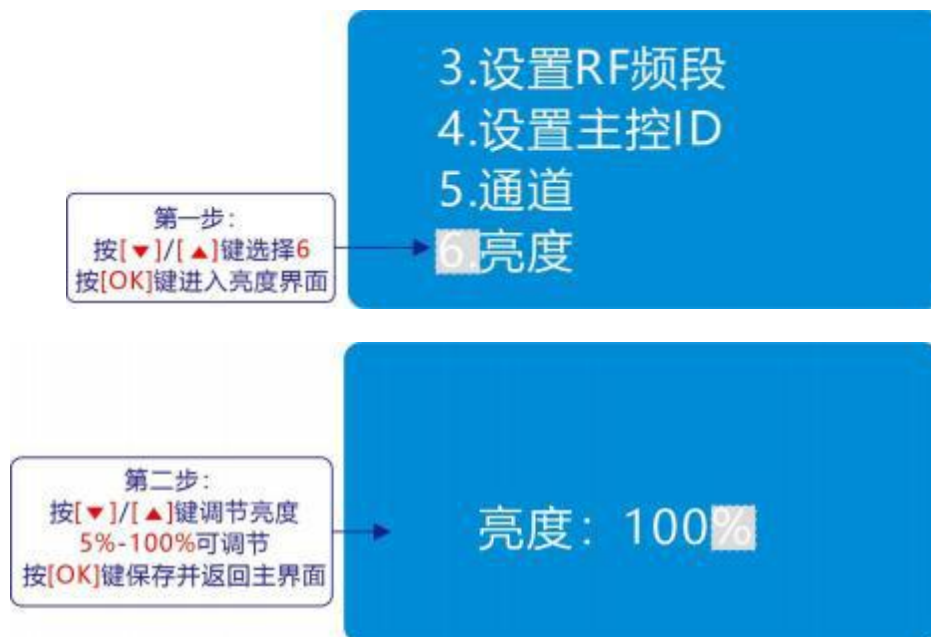 3.设置RF频段
4.设置主控ID
5.通道
6.亮度
第一步:
按[▼]/[▲]键选择6
按[OK]键进入亮度界面
第二步:
按[▼]/[▲]键调节亮度
5%-100%可调节
按[OK]键保存并返回主界面
亮度: 100%